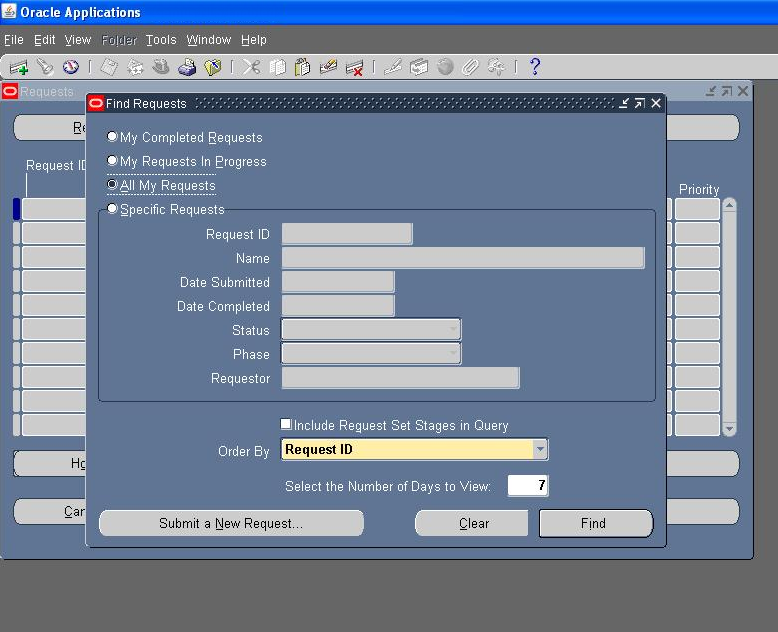 Oracle Applications
File Edit View Folder Tools Window Help
Requests
Find Requests
My Completed Requests
My Requests In Progress
All My Requests
Specific Requests
Request ID
Name
Date Submitted
Date Completed
Status
Phase
Requestor
Include Request Set Stages in Query
Order By Request ID
Select the Number of Days to View: 7
Submit a New Request... Clear Find
Request ID
Priority